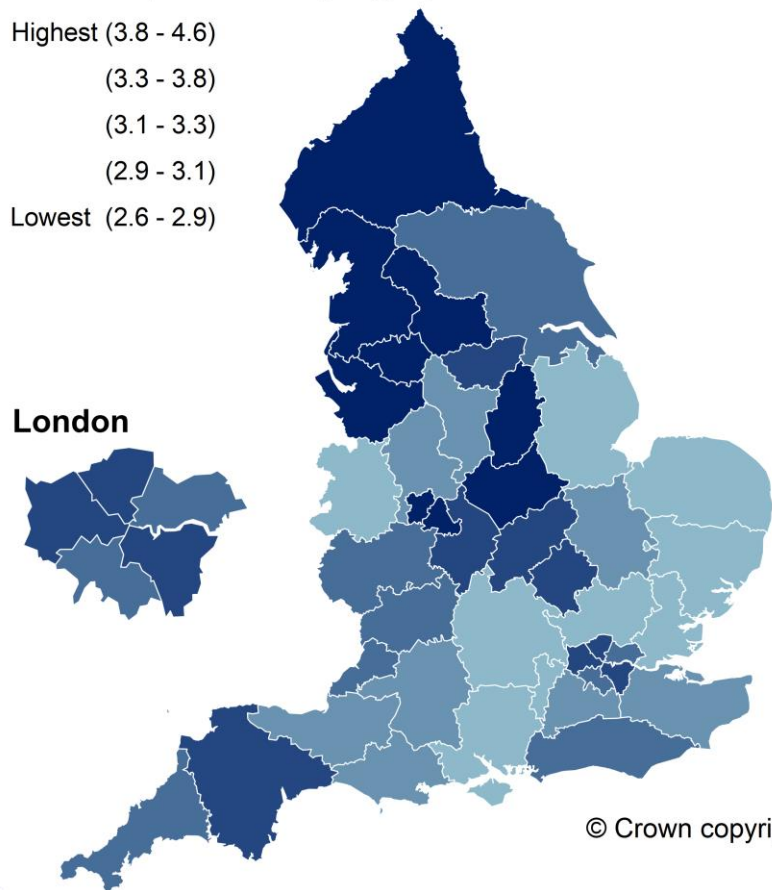 Highest (3.8 - 4.6)
(3.3 - 3.8)
(3.1 - 3.3)
(2.9 - 3.1)
Lowest (2.6 - 2.9)
London
© Crown copyri